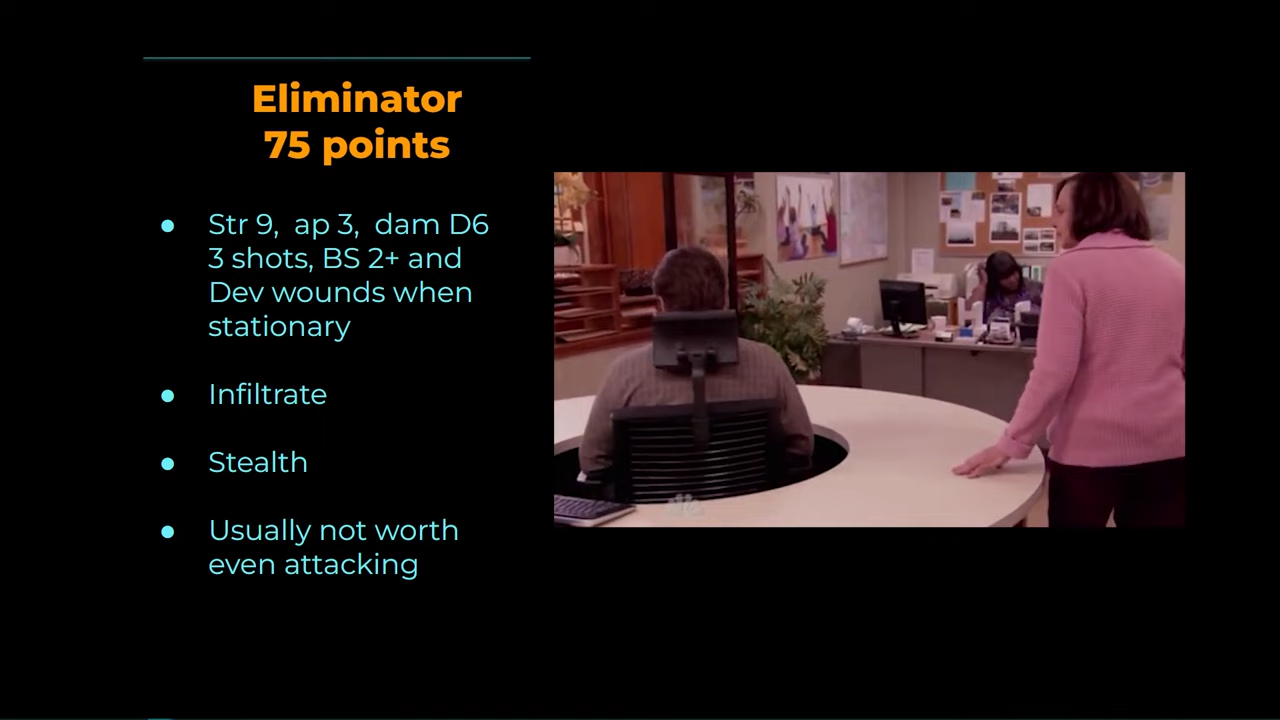 Eliminator
75 points
● Str 9, ap 3, dam D6
3 shots, BS 2+ and
Dev wounds when
stationary
● Infiltrate
● Stealth
● Usually not worth
even attacking